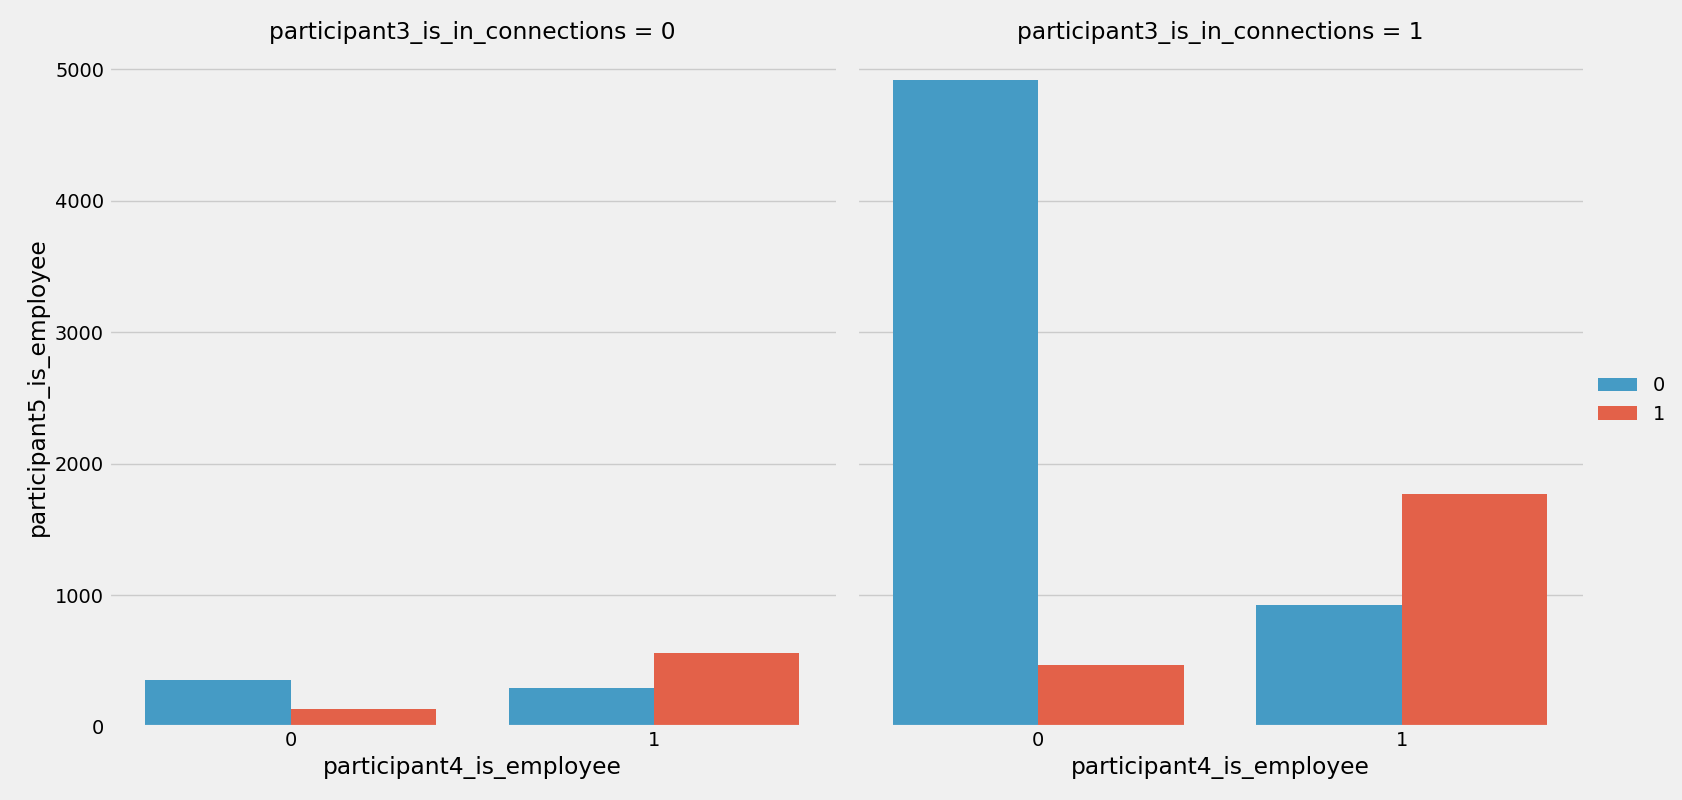 participant3_is_in_connections = 0
participant3_is_in_connections = 1
participant5_is_employee
5000
4000
3000
2000
1000
0
0
1
0
1
participant4_is_employee
participant4_is_employee
0
1